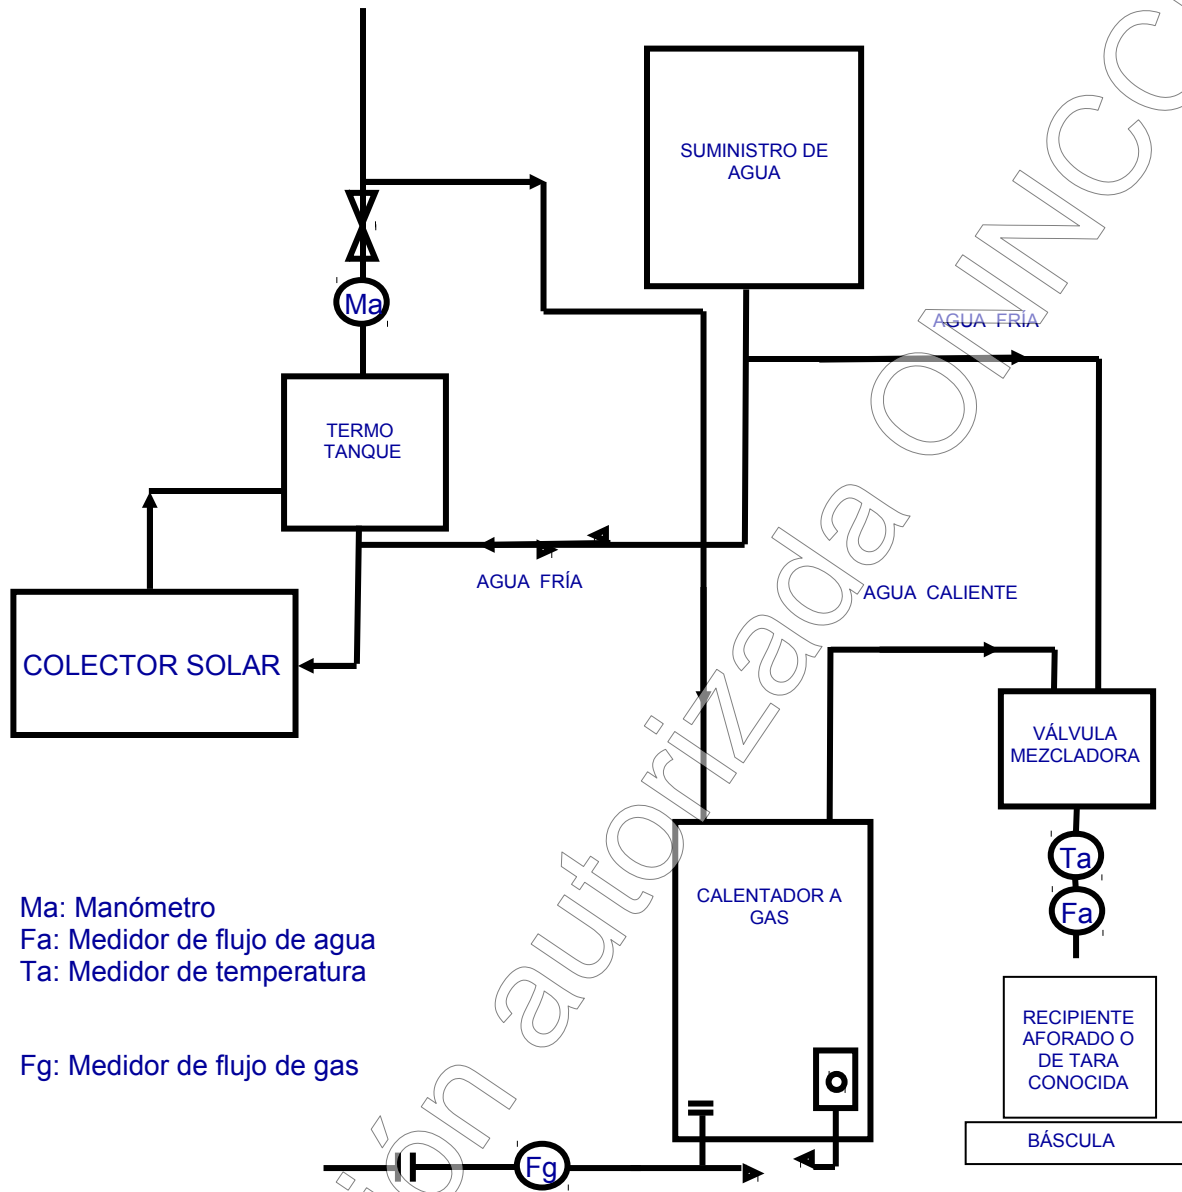 SUMINISTRO DE
AGUA
Ma
AGUA FRÍA
TERMO
TANQUE
AGUA FRÍA
AGUA CALIENTE
COLECTOR SOLAR
VÁLVULA
MEZCLADORA
Ta
CALENTADOR A
GAS
Fa
Ma: Manómetro
Fa: Medidor de flujo de agua
Ta: Medidor de temperatura
RECIPIENTE
AFORADO O
DE TARA
CONOCIDA
Fg: Medidor de flujo de gas
BÁSCULA
Fg
ión autorizada ONNCC